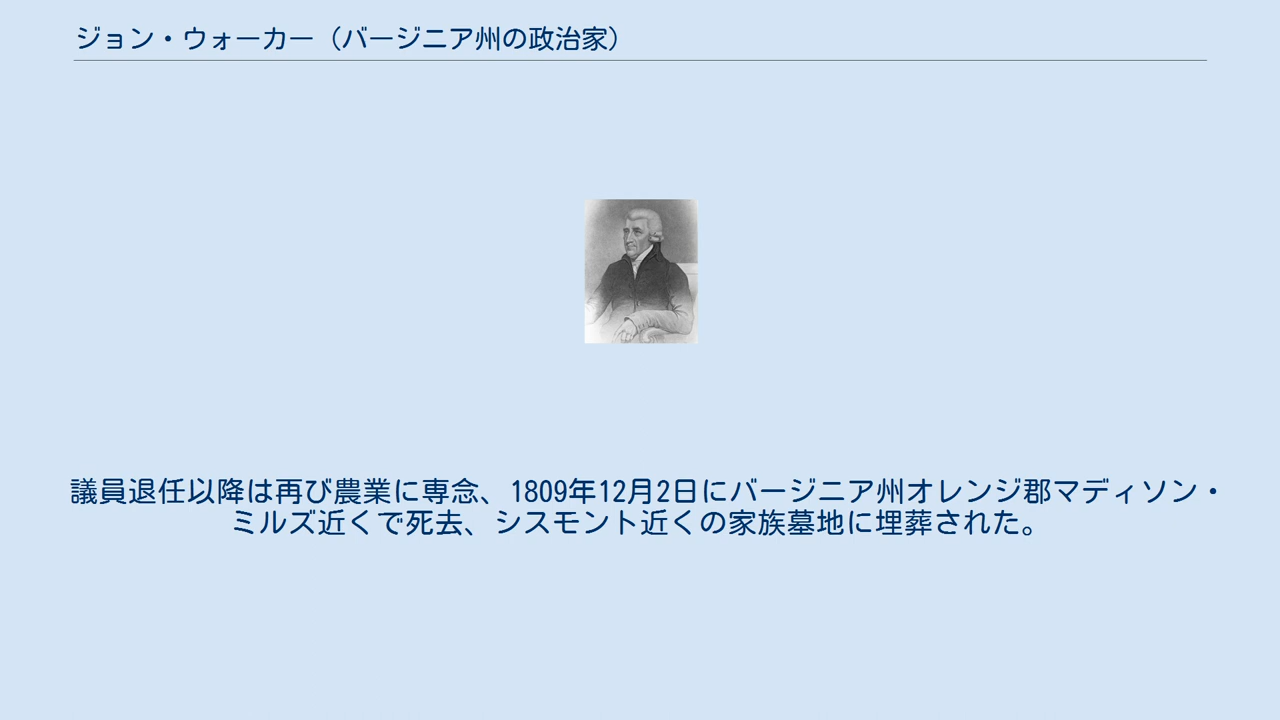 ジョン・ウォーカー（バージニア州の政治家）
議員退任以降は再び農業に専念、1809年12月2日にバージニア州オレンジ郡マディソン・
ミルズ近くで死去、シスモント近くの家族墓地に埋葬された。